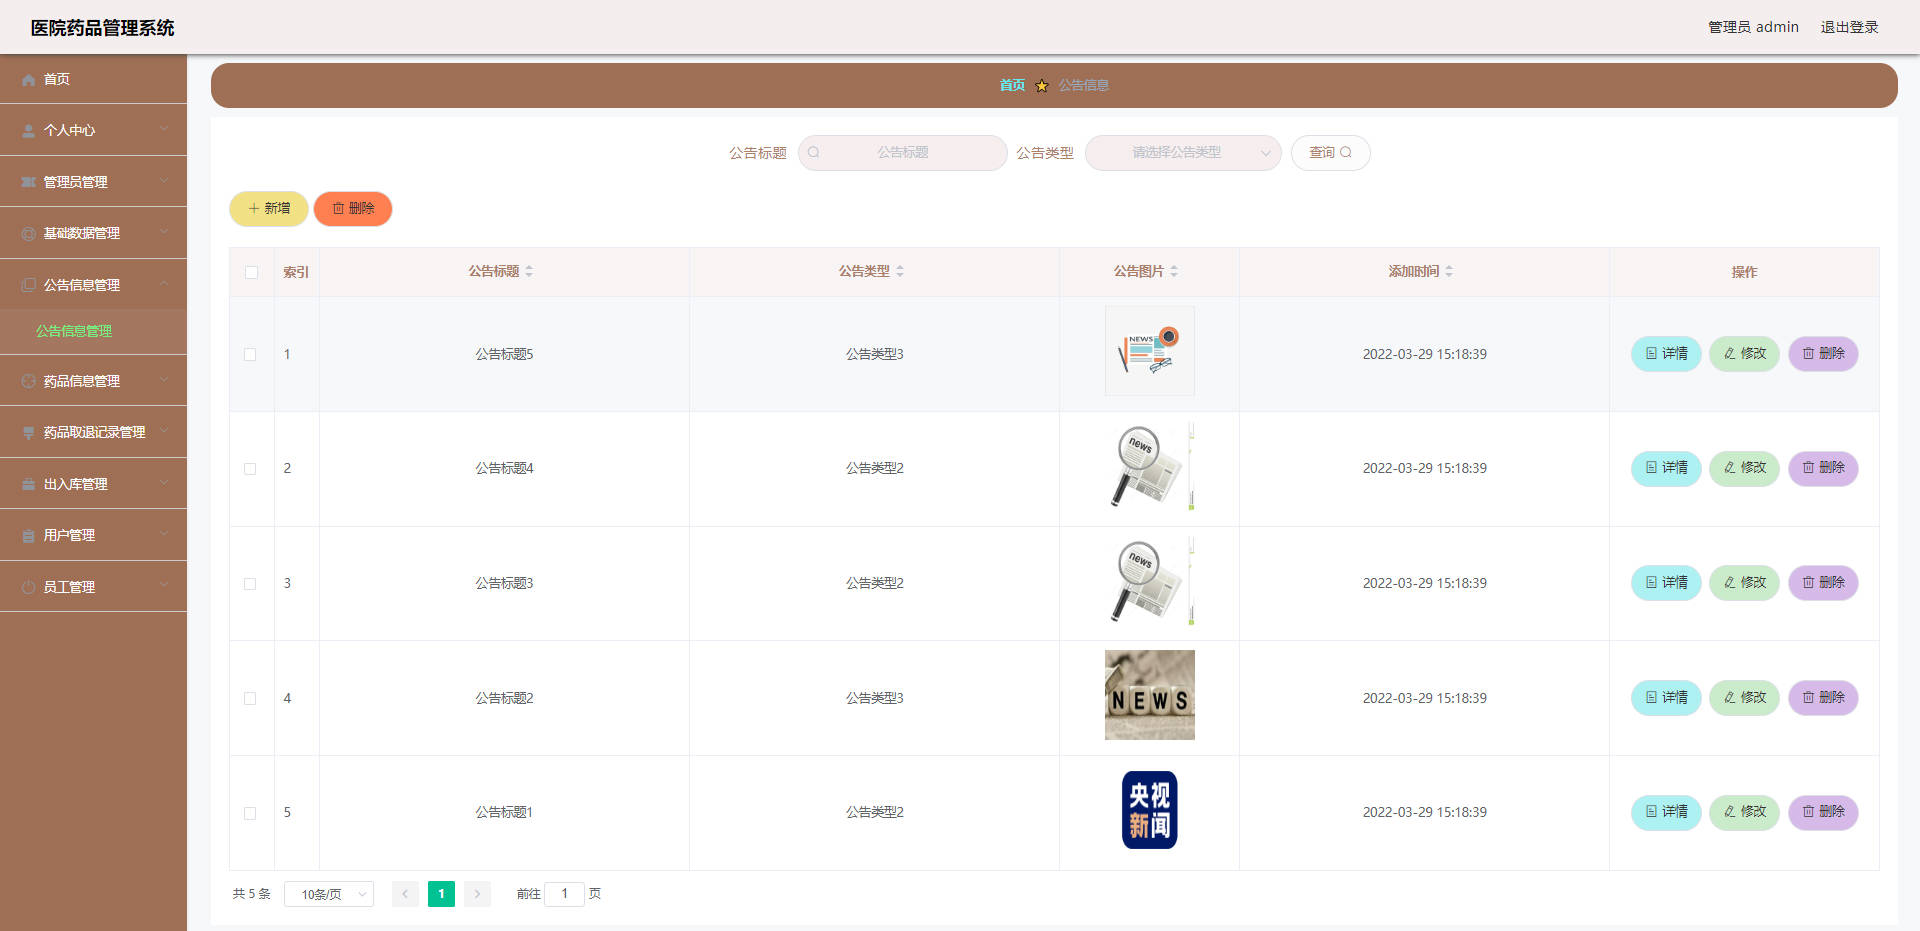 医院药品管理系统
管理员 admin 退出登录
首页
个人中心
管理员管理
基础数据管理
公告信息管理
公告信息管理
药品信息管理
药品取退记录管理
出入库管理
用户管理
员工管理
首页 公告信息
公告标题 公告标题 公告类型 请选择公告类型 查询
新增 删除
索引 公告标题 公告类型 公告图片 添加时间 操作
1 公告标题5 公告类型3 NEWS 2022-03-29 15:18:39 详情 修改 删除
2 公告标题4 公告类型2 news 2022-03-29 15:18:39 详情 修改 删除
3 公告标题3 公告类型2 news 2022-03-29 15:18:39 详情 修改 删除
4 公告标题2 公告类型3 NEWS 2022-03-29 15:18:39 详情 修改 删除
5 公告标题1 公告类型2 央视新闻 2022-03-29 15:18:39 详情 修改 删除
共 5 条 10条/页 1 前往 1 页